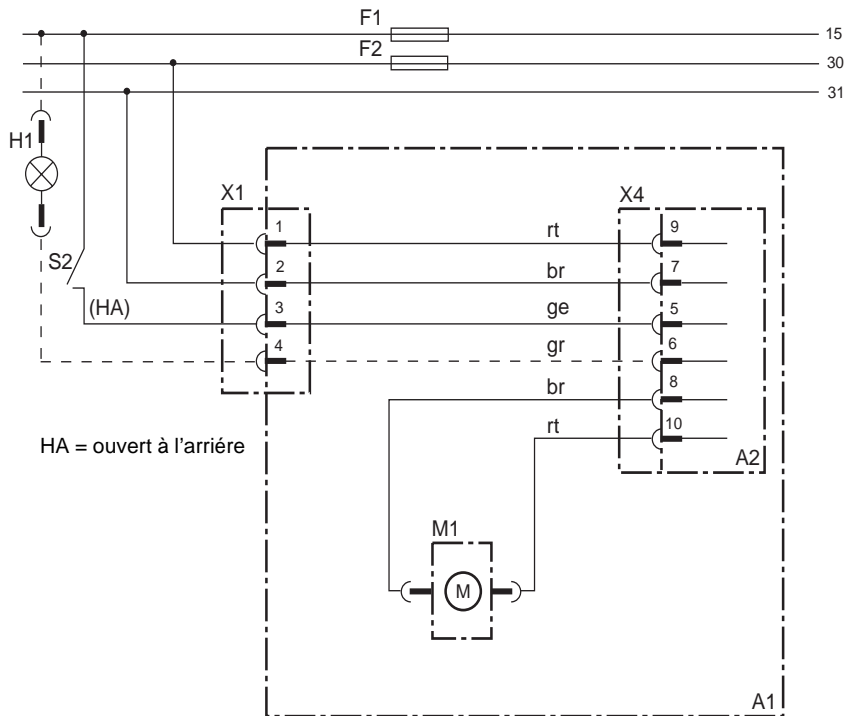 F1
15
F2
30
31
H1
X1
X4
1
rt
9
S2
2
br
7
(HA)
3
ge
5
4
gr
6
br
8
HA = ouvert à l'arriére
rt
10
A2
M1
M
A1